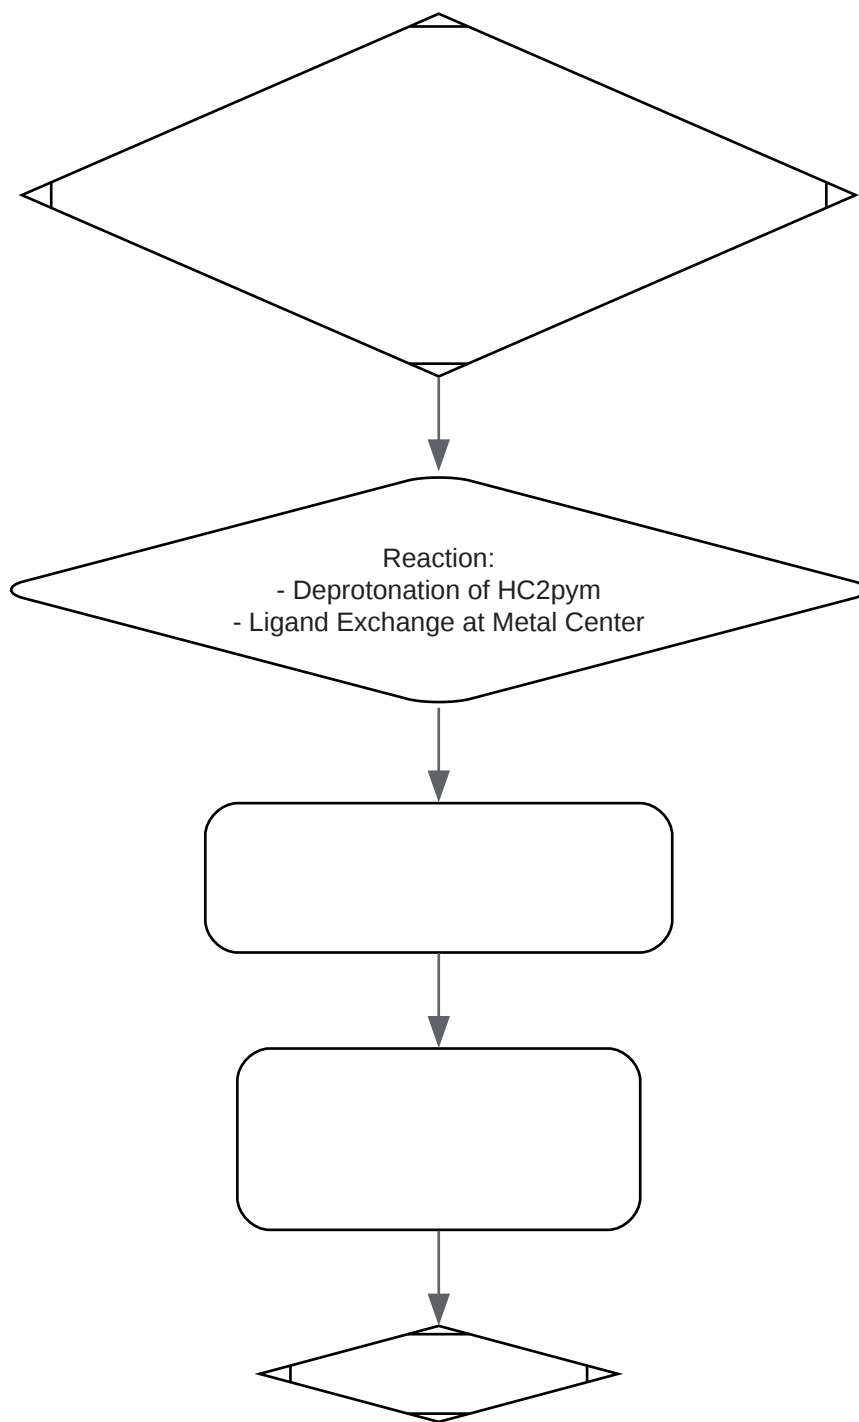 Reaction:
- Deprotonation of HC2pym
- Ligand Exchange at Metal Center